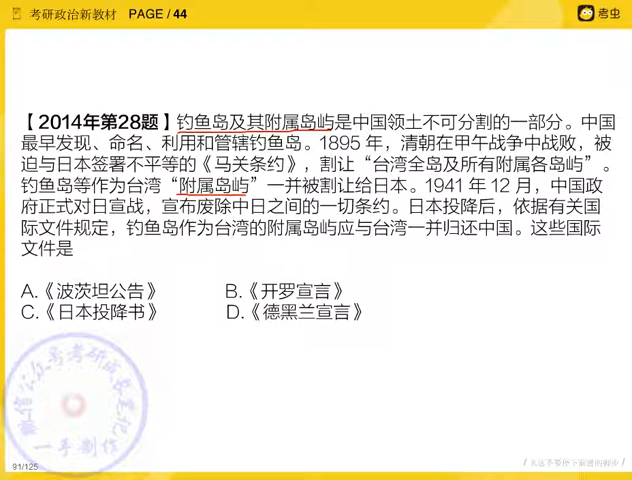 考研政治新教材 PAGE / 44
考虫
【2014年第28题】钓鱼岛及其附属岛屿是中国领土不可分割的一部分。中国
最早发现、命名、利用和管辖钓鱼岛。1895 年，清朝在甲午战争中战败，被
迫与日本签署不平等的《马关条约》，割让“台湾全岛及所有附属各岛屿”。
钓鱼岛等作为台湾“附属岛屿”一并被割让给日本。1941 年 12 月，中国政
府正式对日宣战，宣布废除中日之间的一切条约。日本投降后，依据有关国
际文件规定，钓鱼岛作为台湾的附属岛屿应与台湾一并归还中国。这些国际
文件是
A.《波茨坦公告》 B.《开罗宣言》
C.《日本投降书》 D.《德黑兰宣言》
一手制作
91/125